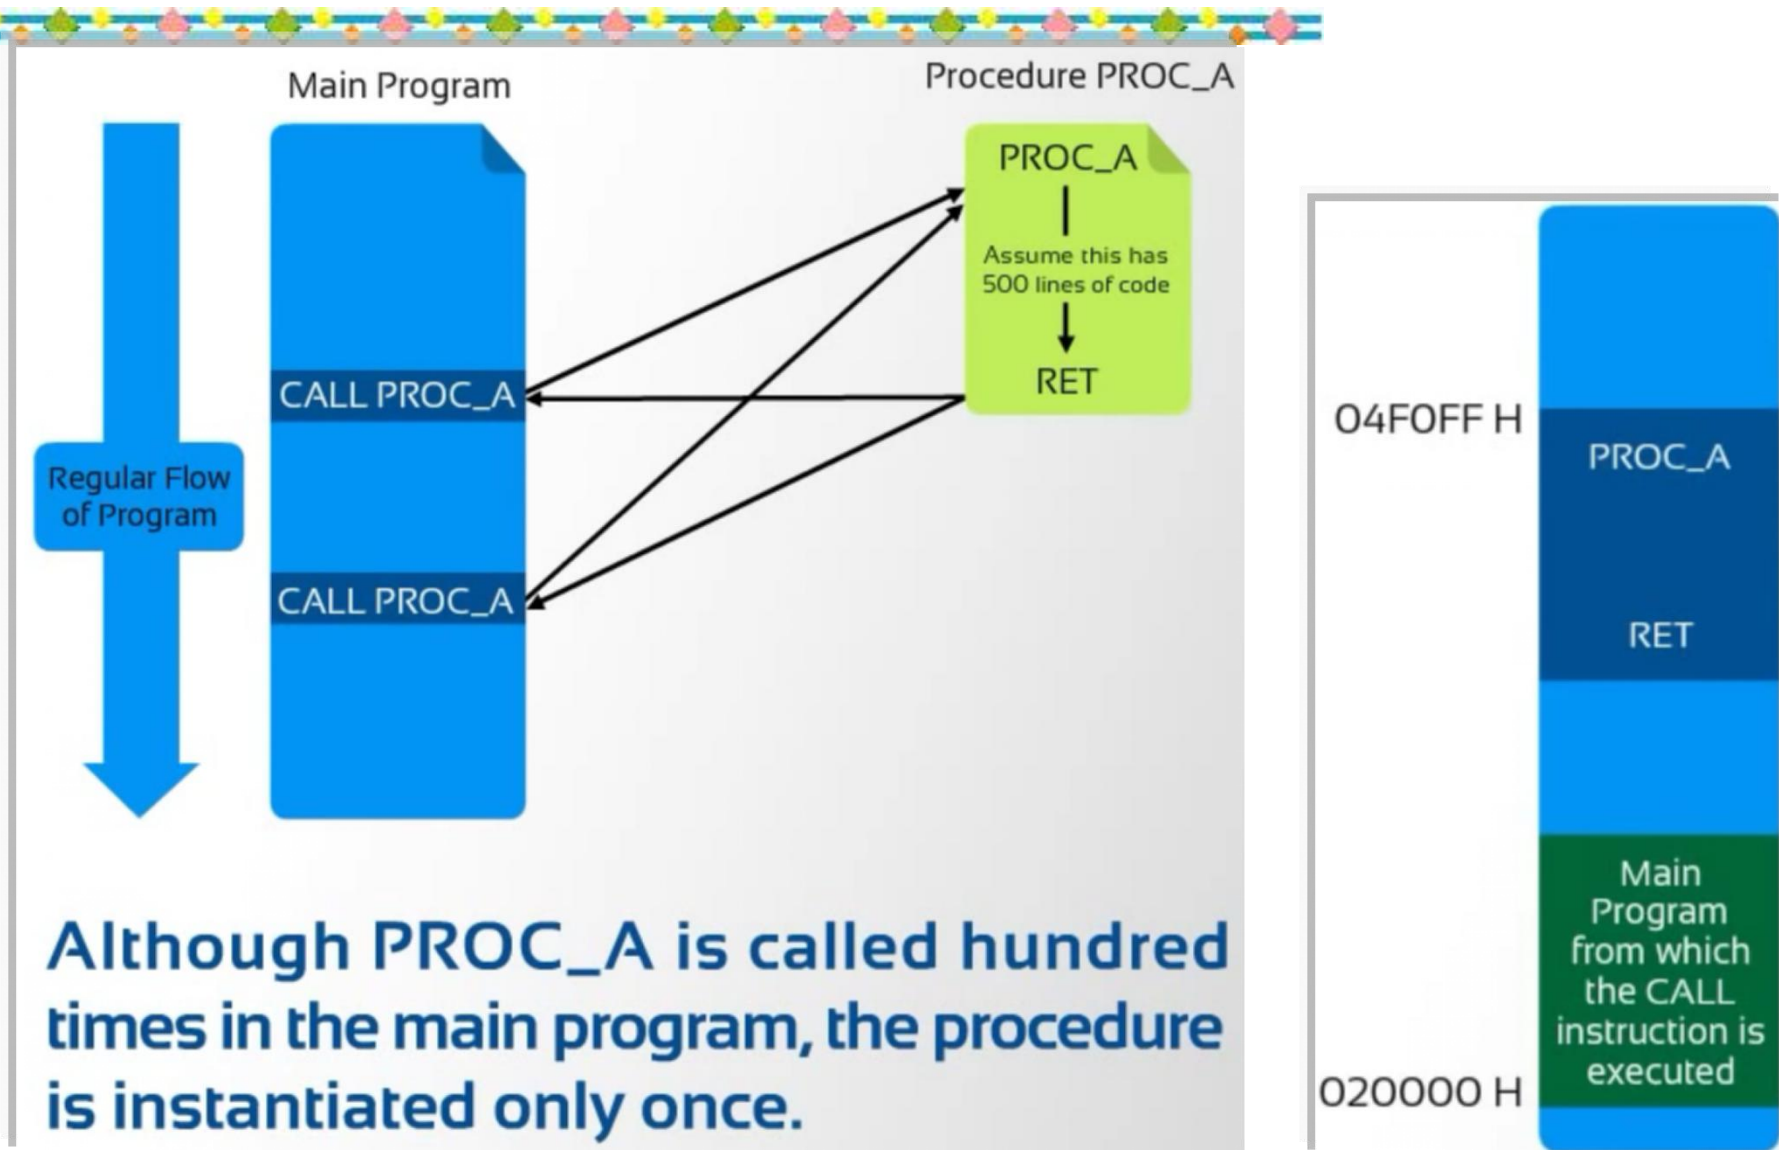 Main Program
Procedure PROC_A
PROC_A
Assume this has
500 lines of code
RET
CALL PROC_A
Regular Flow
of Program
CALL PROC_A
Although PROC_A is called hundred
times in the main program, the procedure
is instantiated only once.
04F0FF H
PROC_A
RET
Main
Program
from which
the CALL
instruction is
executed
020000 H